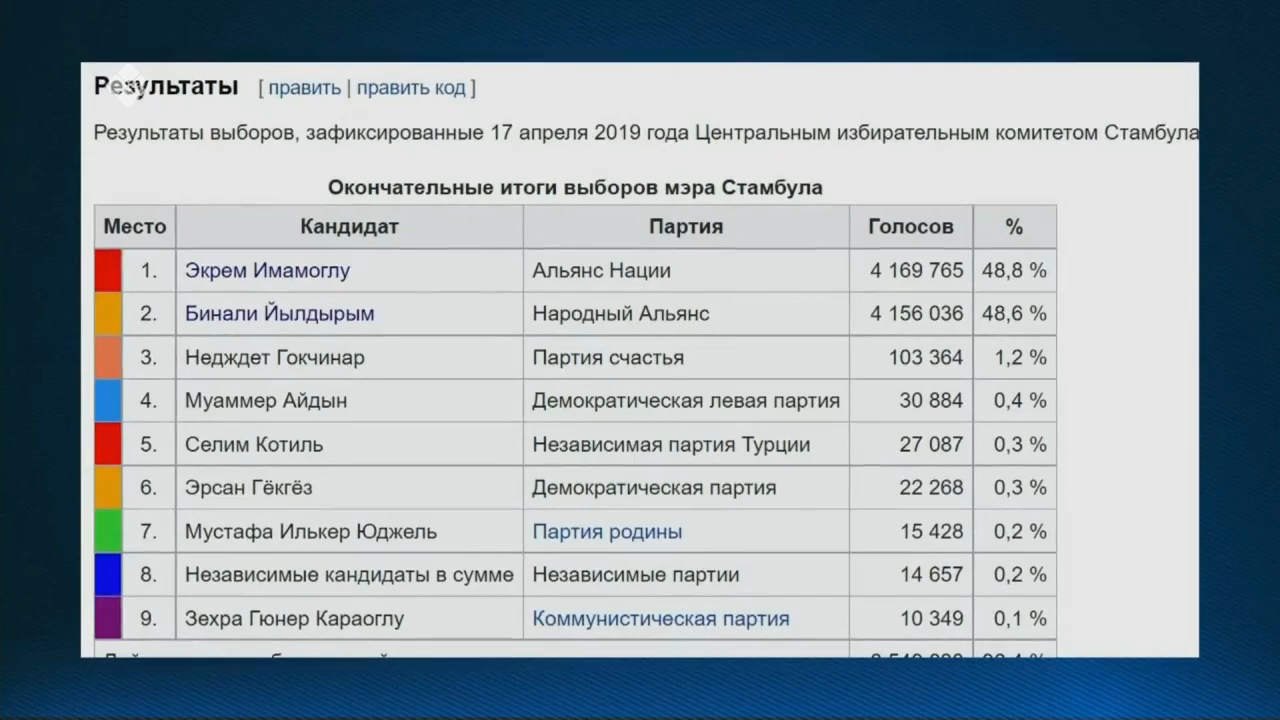 Результаты [ править | править код ]
Результаты выборов, зафиксированные 17 апреля 2019 года Центральным избирательным комитетом Стамбула
Окончательные итоги выборов мэра Стамбула
Место Кандидат Партия Голосов %
1. Экрем Имамоглу Альянс Нации 4 169 765 48,8 %
2. Бинали Йылдырым Народный Альянс 4 156 036 48,6 %
3. Недждет Гокчинар Партия счастья 103 364 1,2 %
4. Муаммер Айдын Демократическая левая партия 30 884 0,4 %
5. Селим Котиль Независимая партия Турции 27 087 0,3 %
6. Эрсан Гёкгёз Демократическая партия 22 268 0,3 %
7. Мустафа Илькер Юджель Партия родины 15 428 0,2 %
8. Независимые кандидаты в сумме Независимые партии 14 657 0,2 %
9. Зехра Гюнер Караоглу Коммунистическая партия 10 349 0,1 %